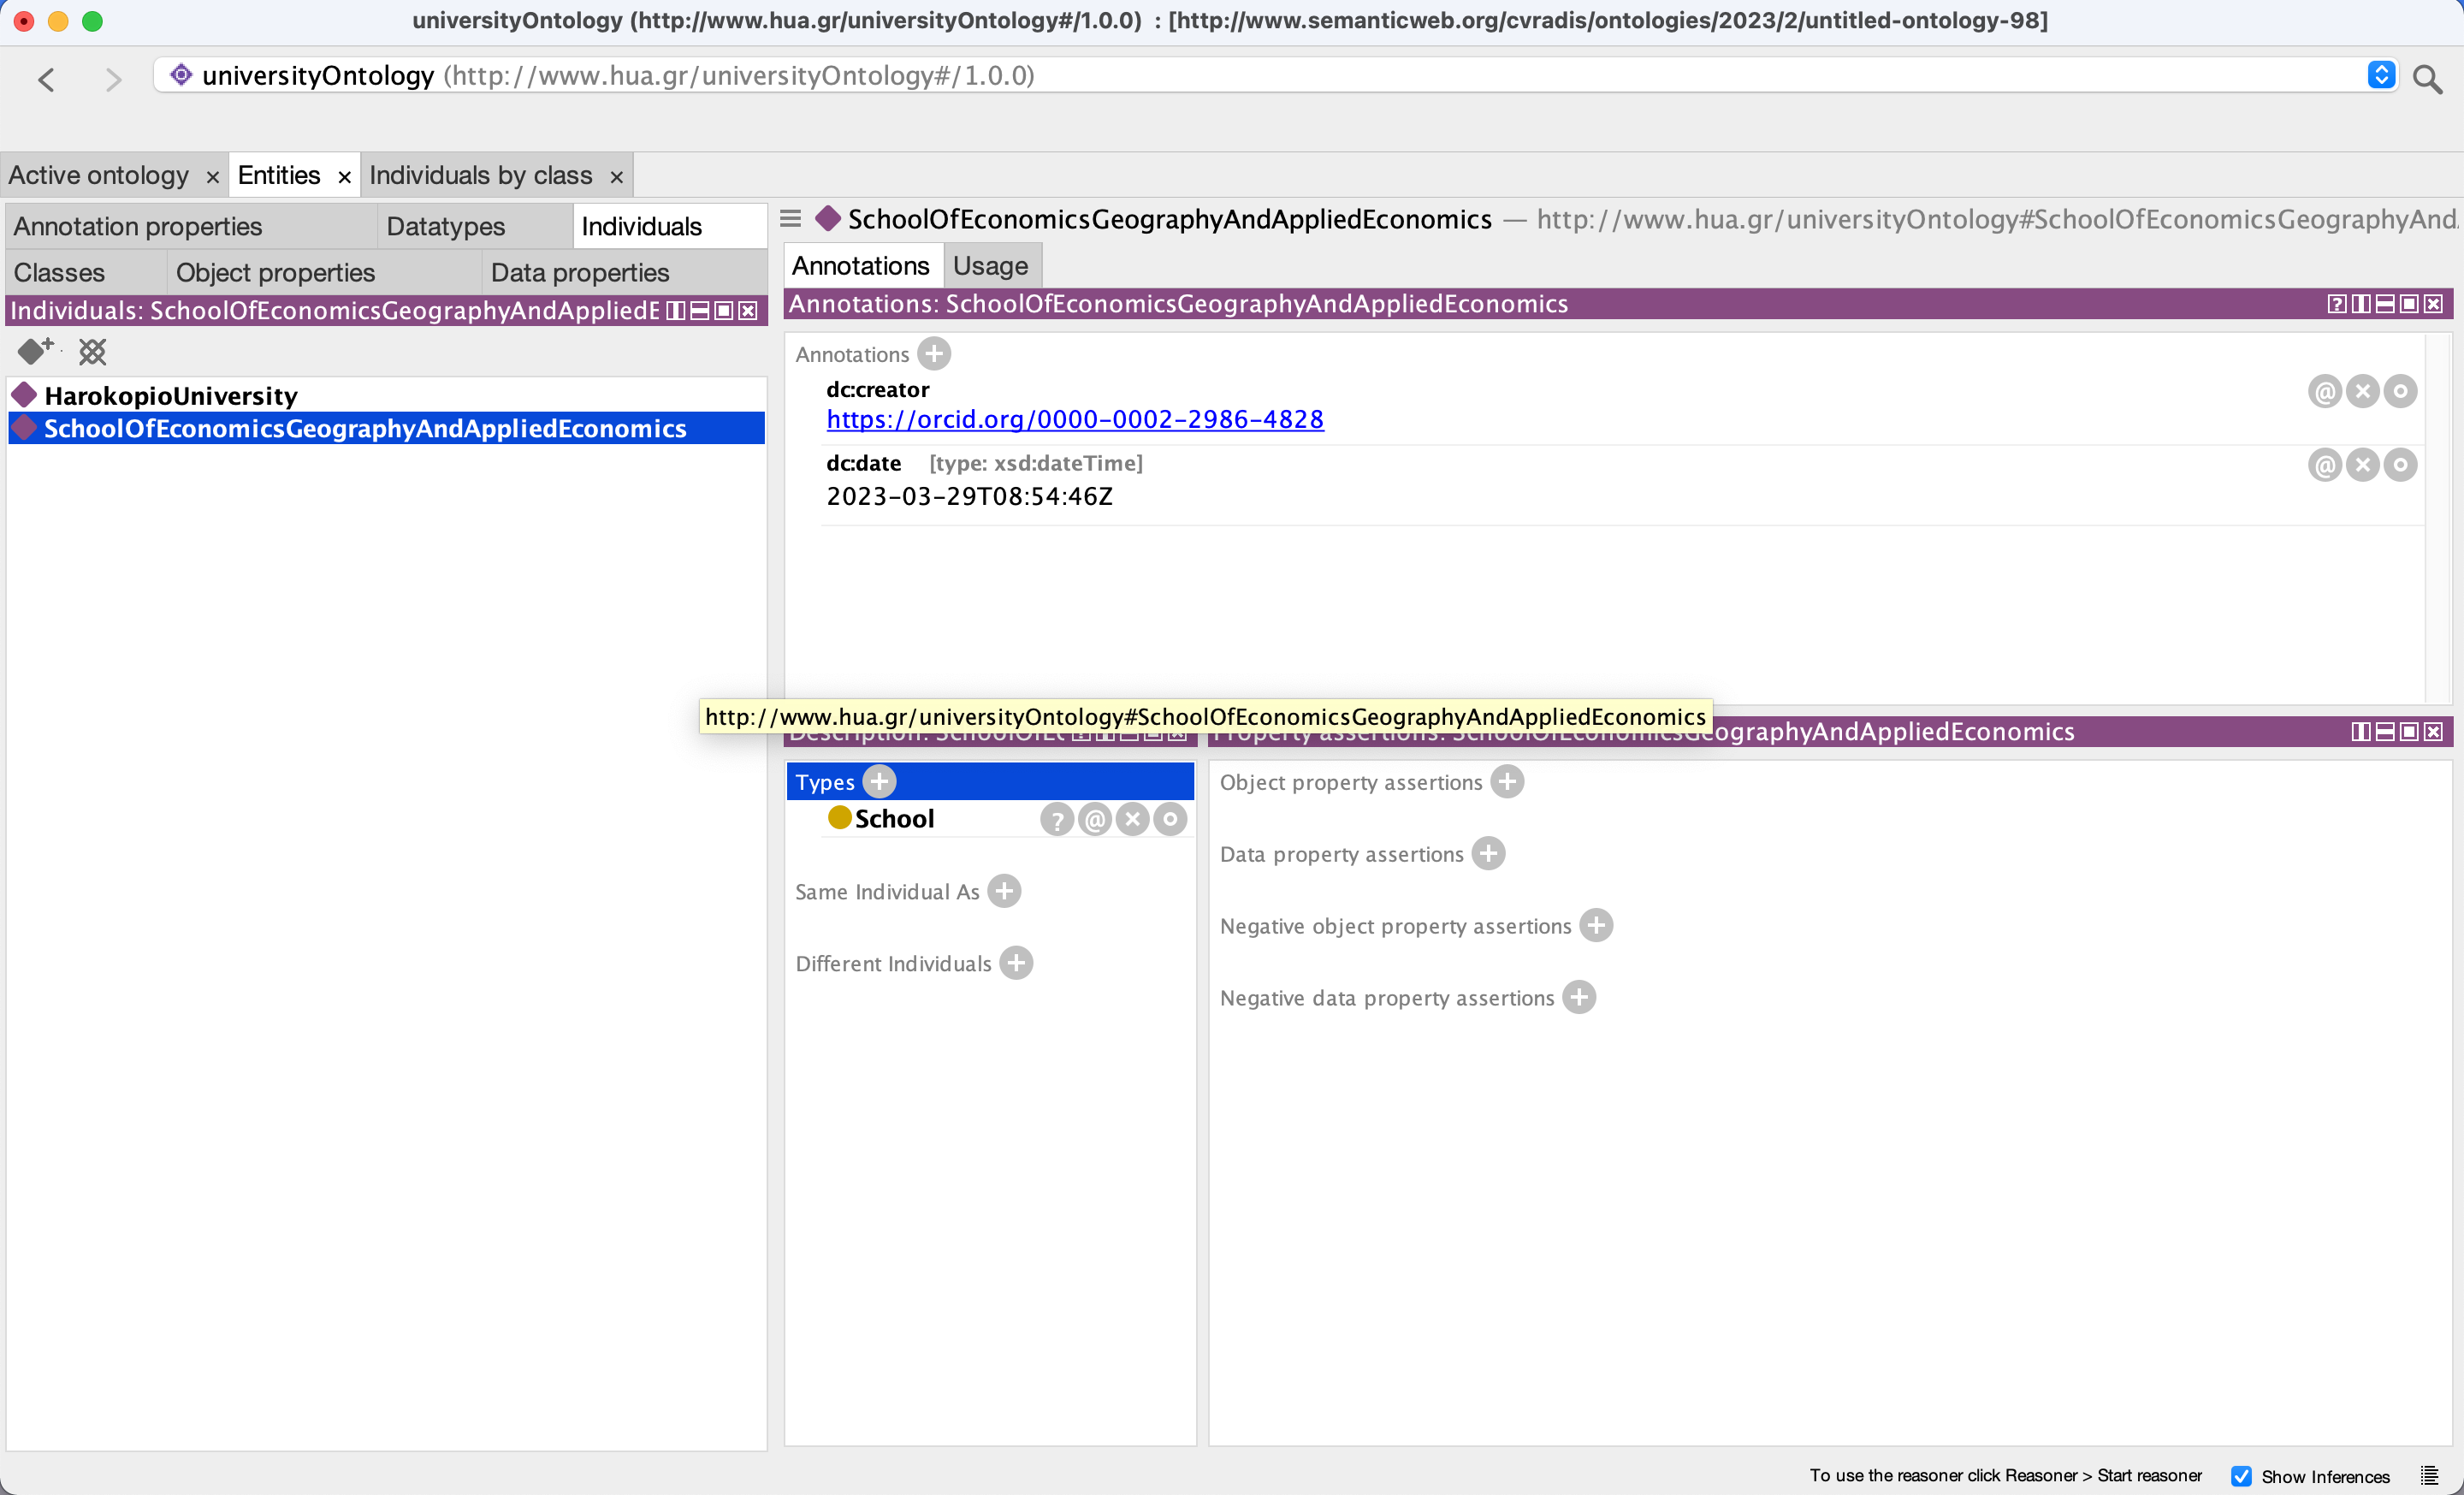 universityOntology (http://www.hua.gr/universityOntology#/1.0.0)  : [http://www.semanticweb.org/cvradis/ontologies/2023/2/untitled-ontology-98]
universityOntology (http://www.hua.gr/universityOntology#/1.0.0)
Active ontology × Entities × Individuals by class ×
Annotation properties Datatypes Individuals
Classes Object properties Data properties
Individuals: SchoolOfEconomicsGeographyAndAppliedE
HarokopioUniversity
SchoolOfEconomicsGeographyAndAppliedEconomics
SchoolOfEconomicsGeographyAndAppliedEconomics — http://www.hua.gr/universityOntology#SchoolOfEconomicsGeographyAnd
Annotations Usage
Annotations: SchoolOfEconomicsGeographyAndAppliedEconomics
Annotations
dc:creator
https://orcid.org/0000-0002-2986-4828
dc:date [type: xsd:dateTime]
2023-03-29T08:54:46Z
http://www.hua.gr/universityOntology#SchoolOfEconomicsGeographyAndAppliedEconomics
Description: SchoolOfEc
Property assertions: SchoolOfEconomicsGeographyAndAppliedEconomics
Types
School
Same Individual As
Different Individuals
Object property assertions
Data property assertions
Negative object property assertions
Negative data property assertions
To use the reasoner click Reasoner > Start reasoner Show Inferences